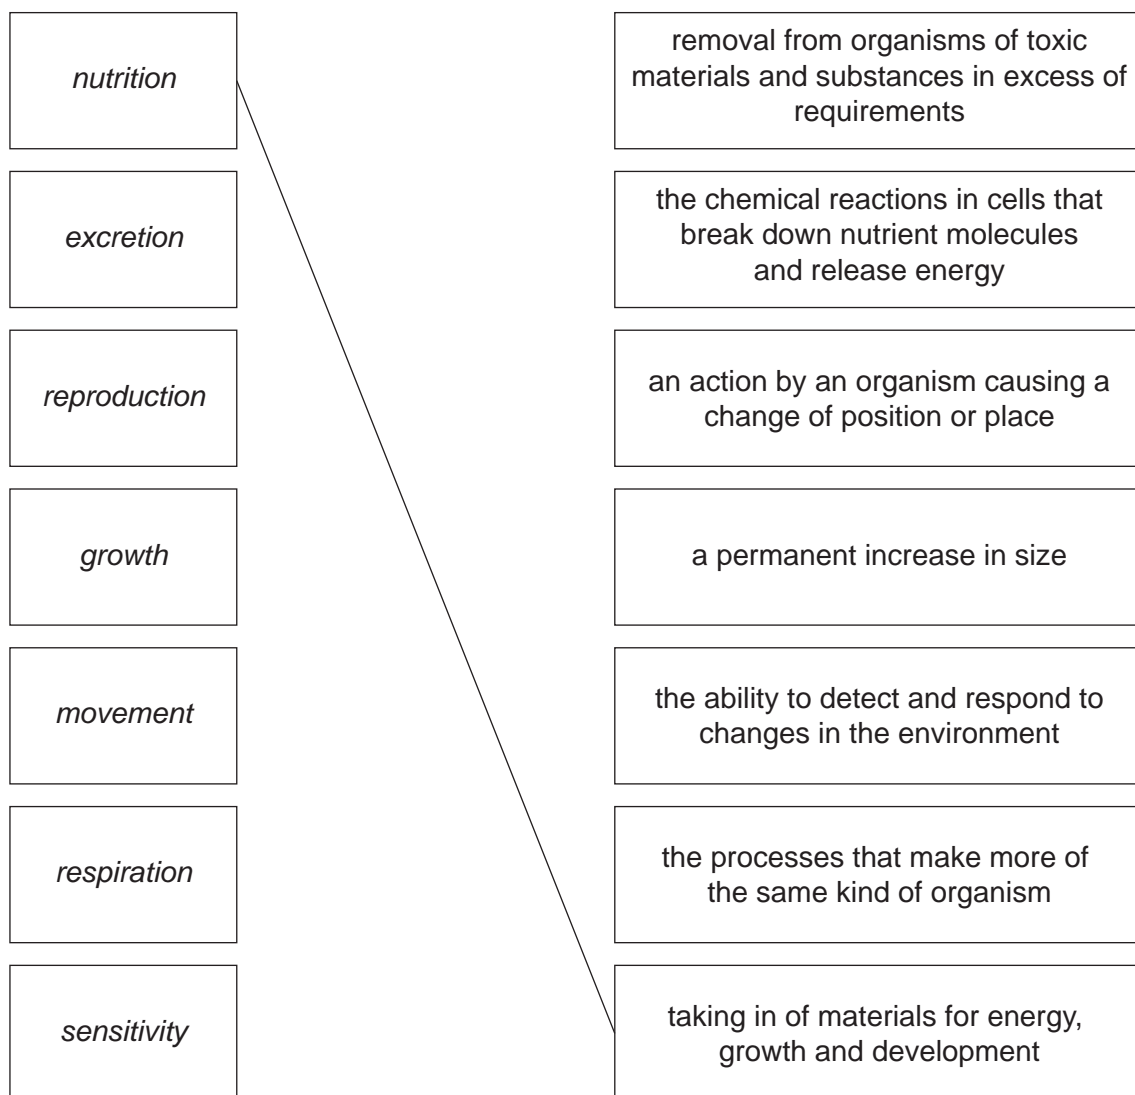 nutrition
removal from organisms of toxic
materials and substances in excess of
requirements
excretion
the chemical reactions in cells that
break down nutrient molecules
and release energy
reproduction
an action by an organism causing a
change of position or place
growth
a permanent increase in size
movement
the ability to detect and respond to
changes in the environment
respiration
the processes that make more of
the same kind of organism
sensitivity
taking in of materials for energy,
growth and development